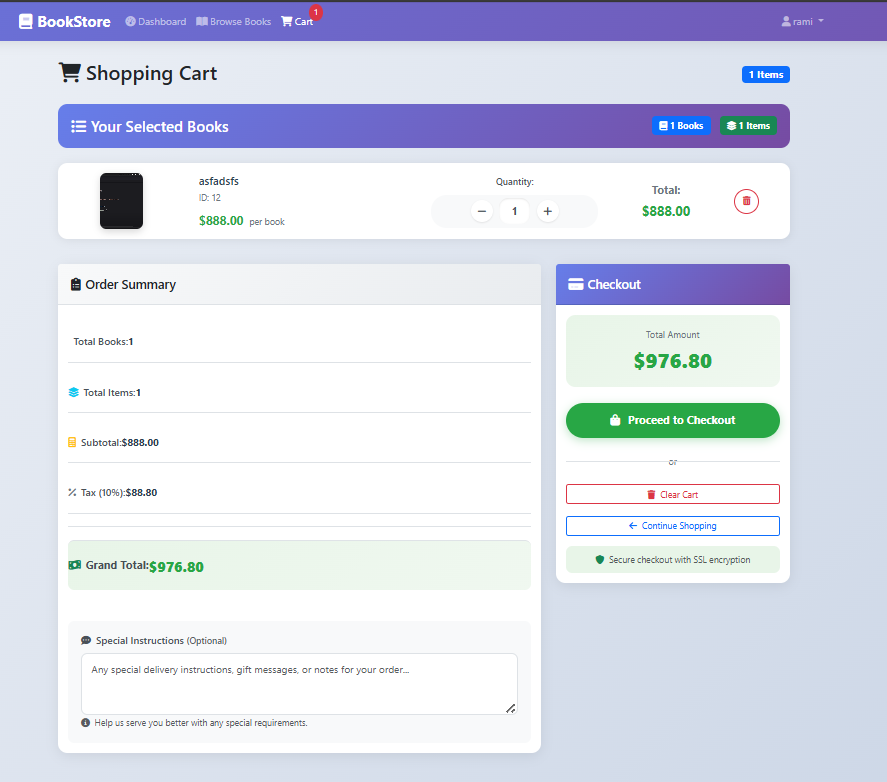 BookStore Dashboard Browse Books Cart 1 rami
Shopping Cart 1 Items
Your Selected Books 1 Books 1 Items
asfadsfs
ID: 12
$888.00 per book
Quantity:
− 1 +
Total:
$888.00
Order Summary
Total Books:1
Total Items:1
Subtotal:$888.00
Tax (10%):$88.80
Grand Total:$976.80
Special Instructions (Optional)
Any special delivery instructions, gift messages, or notes for your order...
Help us serve you better with any special requirements.
Checkout
Total Amount
$976.80
Proceed to Checkout
or
Clear Cart
Continue Shopping
Secure checkout with SSL encryption